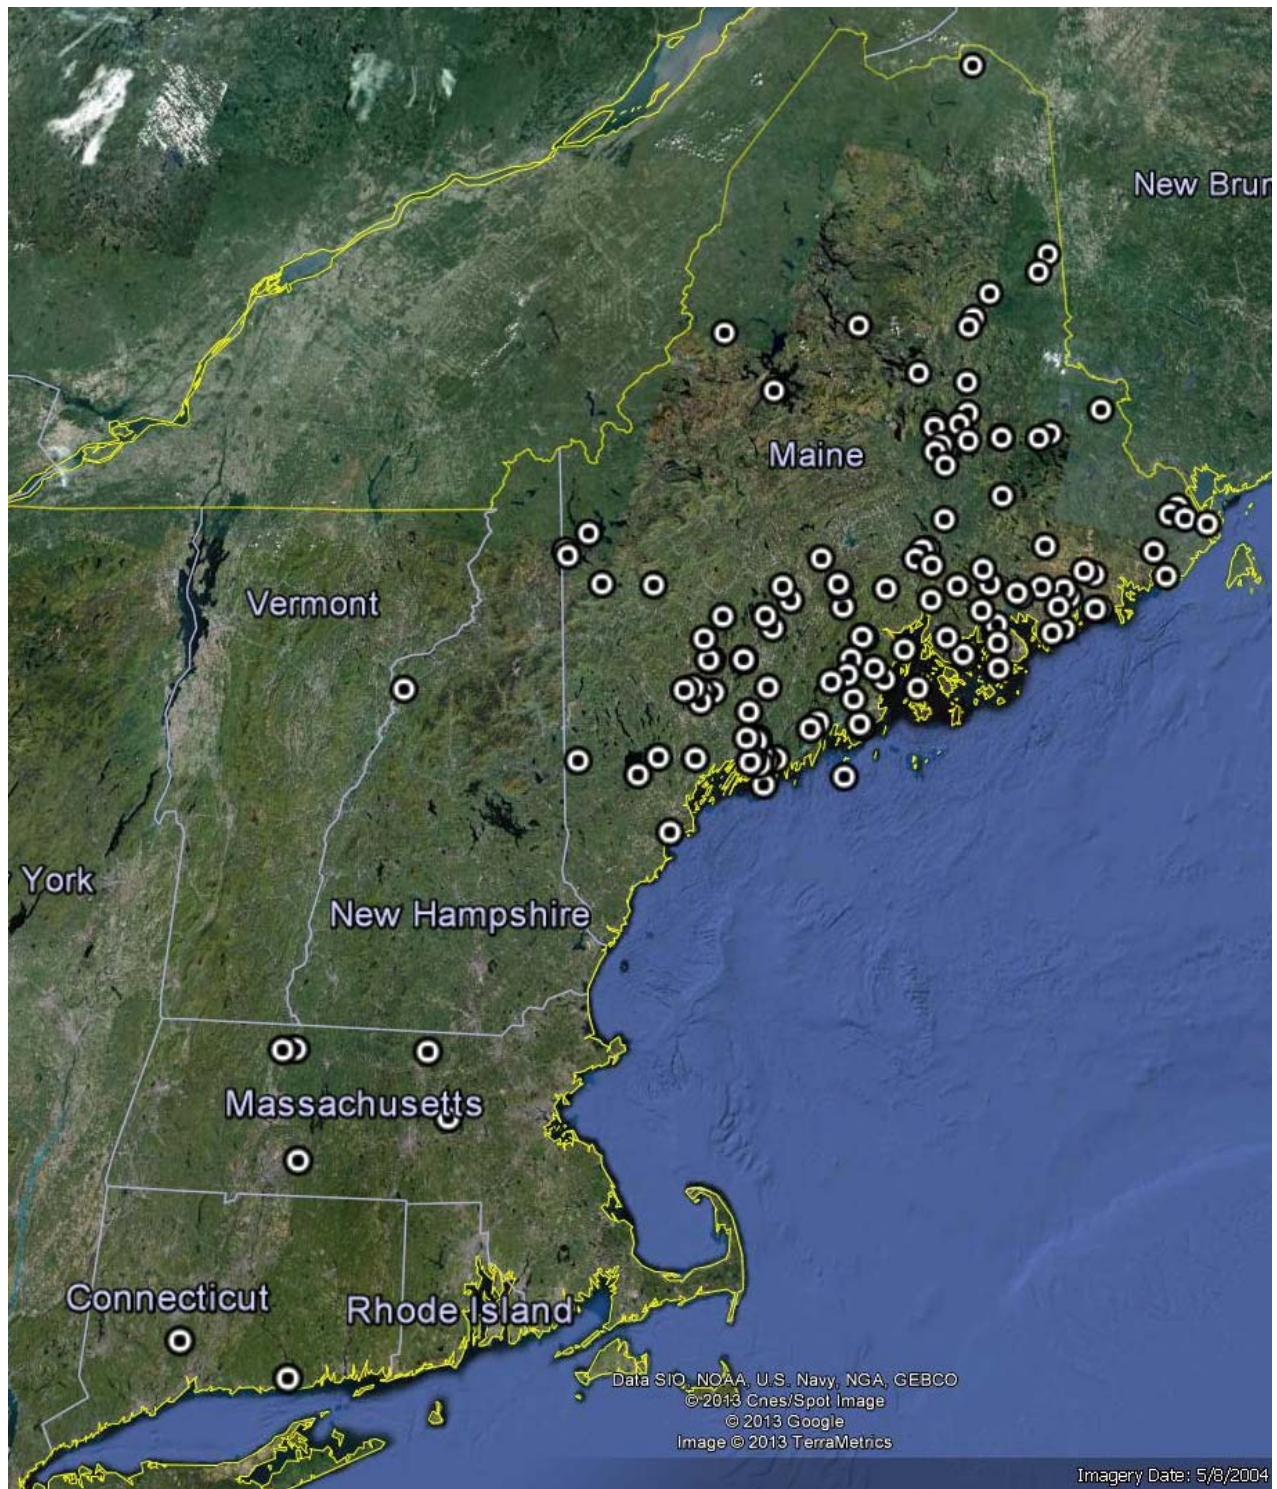 New Brun
Maine
Vermont
York
New Hampshire
Massachusetts
Connecticut
Rhode Island
Data SIO, NOAA, U.S. Navy, NGA, GEBCO
© 2013 Cnes/Spot Image
© 2013 Google
Image © 2013 TerraMetrics
Imagery Date: 5/8/2004